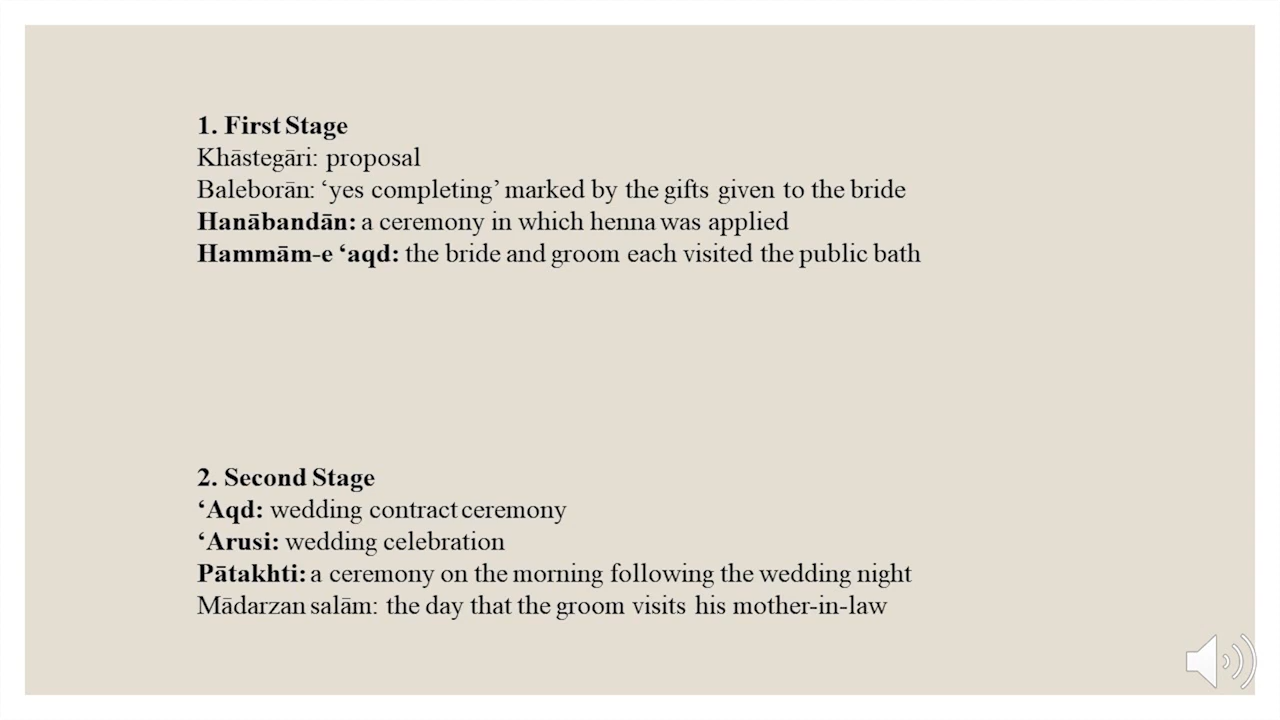 1. First Stage
Khāstegāri: proposal
Baleborān: ‘yes completing’ marked by the gifts given to the bride
Hanābandān: a ceremony in which henna was applied
Hammām-e ‘aqd: the bride and groom each visited the public bath
2. Second Stage
‘Aqd: wedding contract ceremony
‘Arusi: wedding celebration
Pātakhti: a ceremony on the morning following the wedding night
Mādarzan salām: the day that the groom visits his mother-in-law